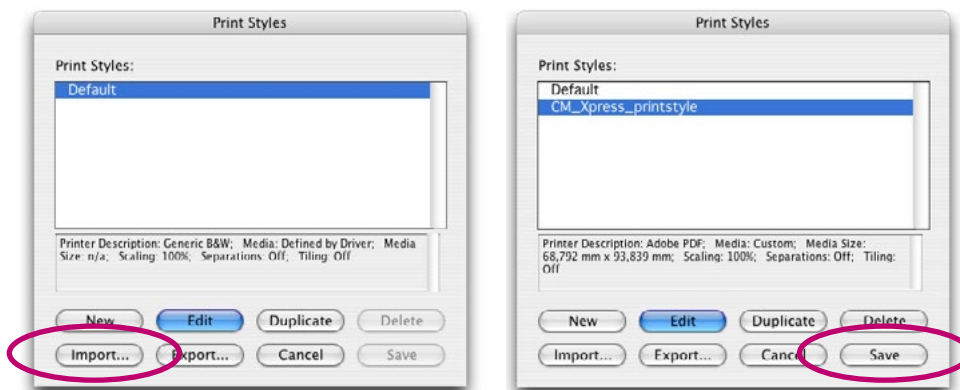 Print Styles
Print Styles:
Default
Printer Description: Generic B&W; Media: Defined by Driver; Media
Size: n/a; Scaling: 100%; Separations: Off; Tiling: Off
New Edit Duplicate Delete
Import... Export... Cancel Save
Print Styles
Print Styles:
Default
CM_Xpress_printstyle
Printer Description: Adobe PDF; Media: Custom; Media Size:
68,792 mm x 93,839 mm; Scaling: 100%; Separations: Off; Tiling:
Off
New Edit Duplicate Delete
Import... Export... Cancel Save